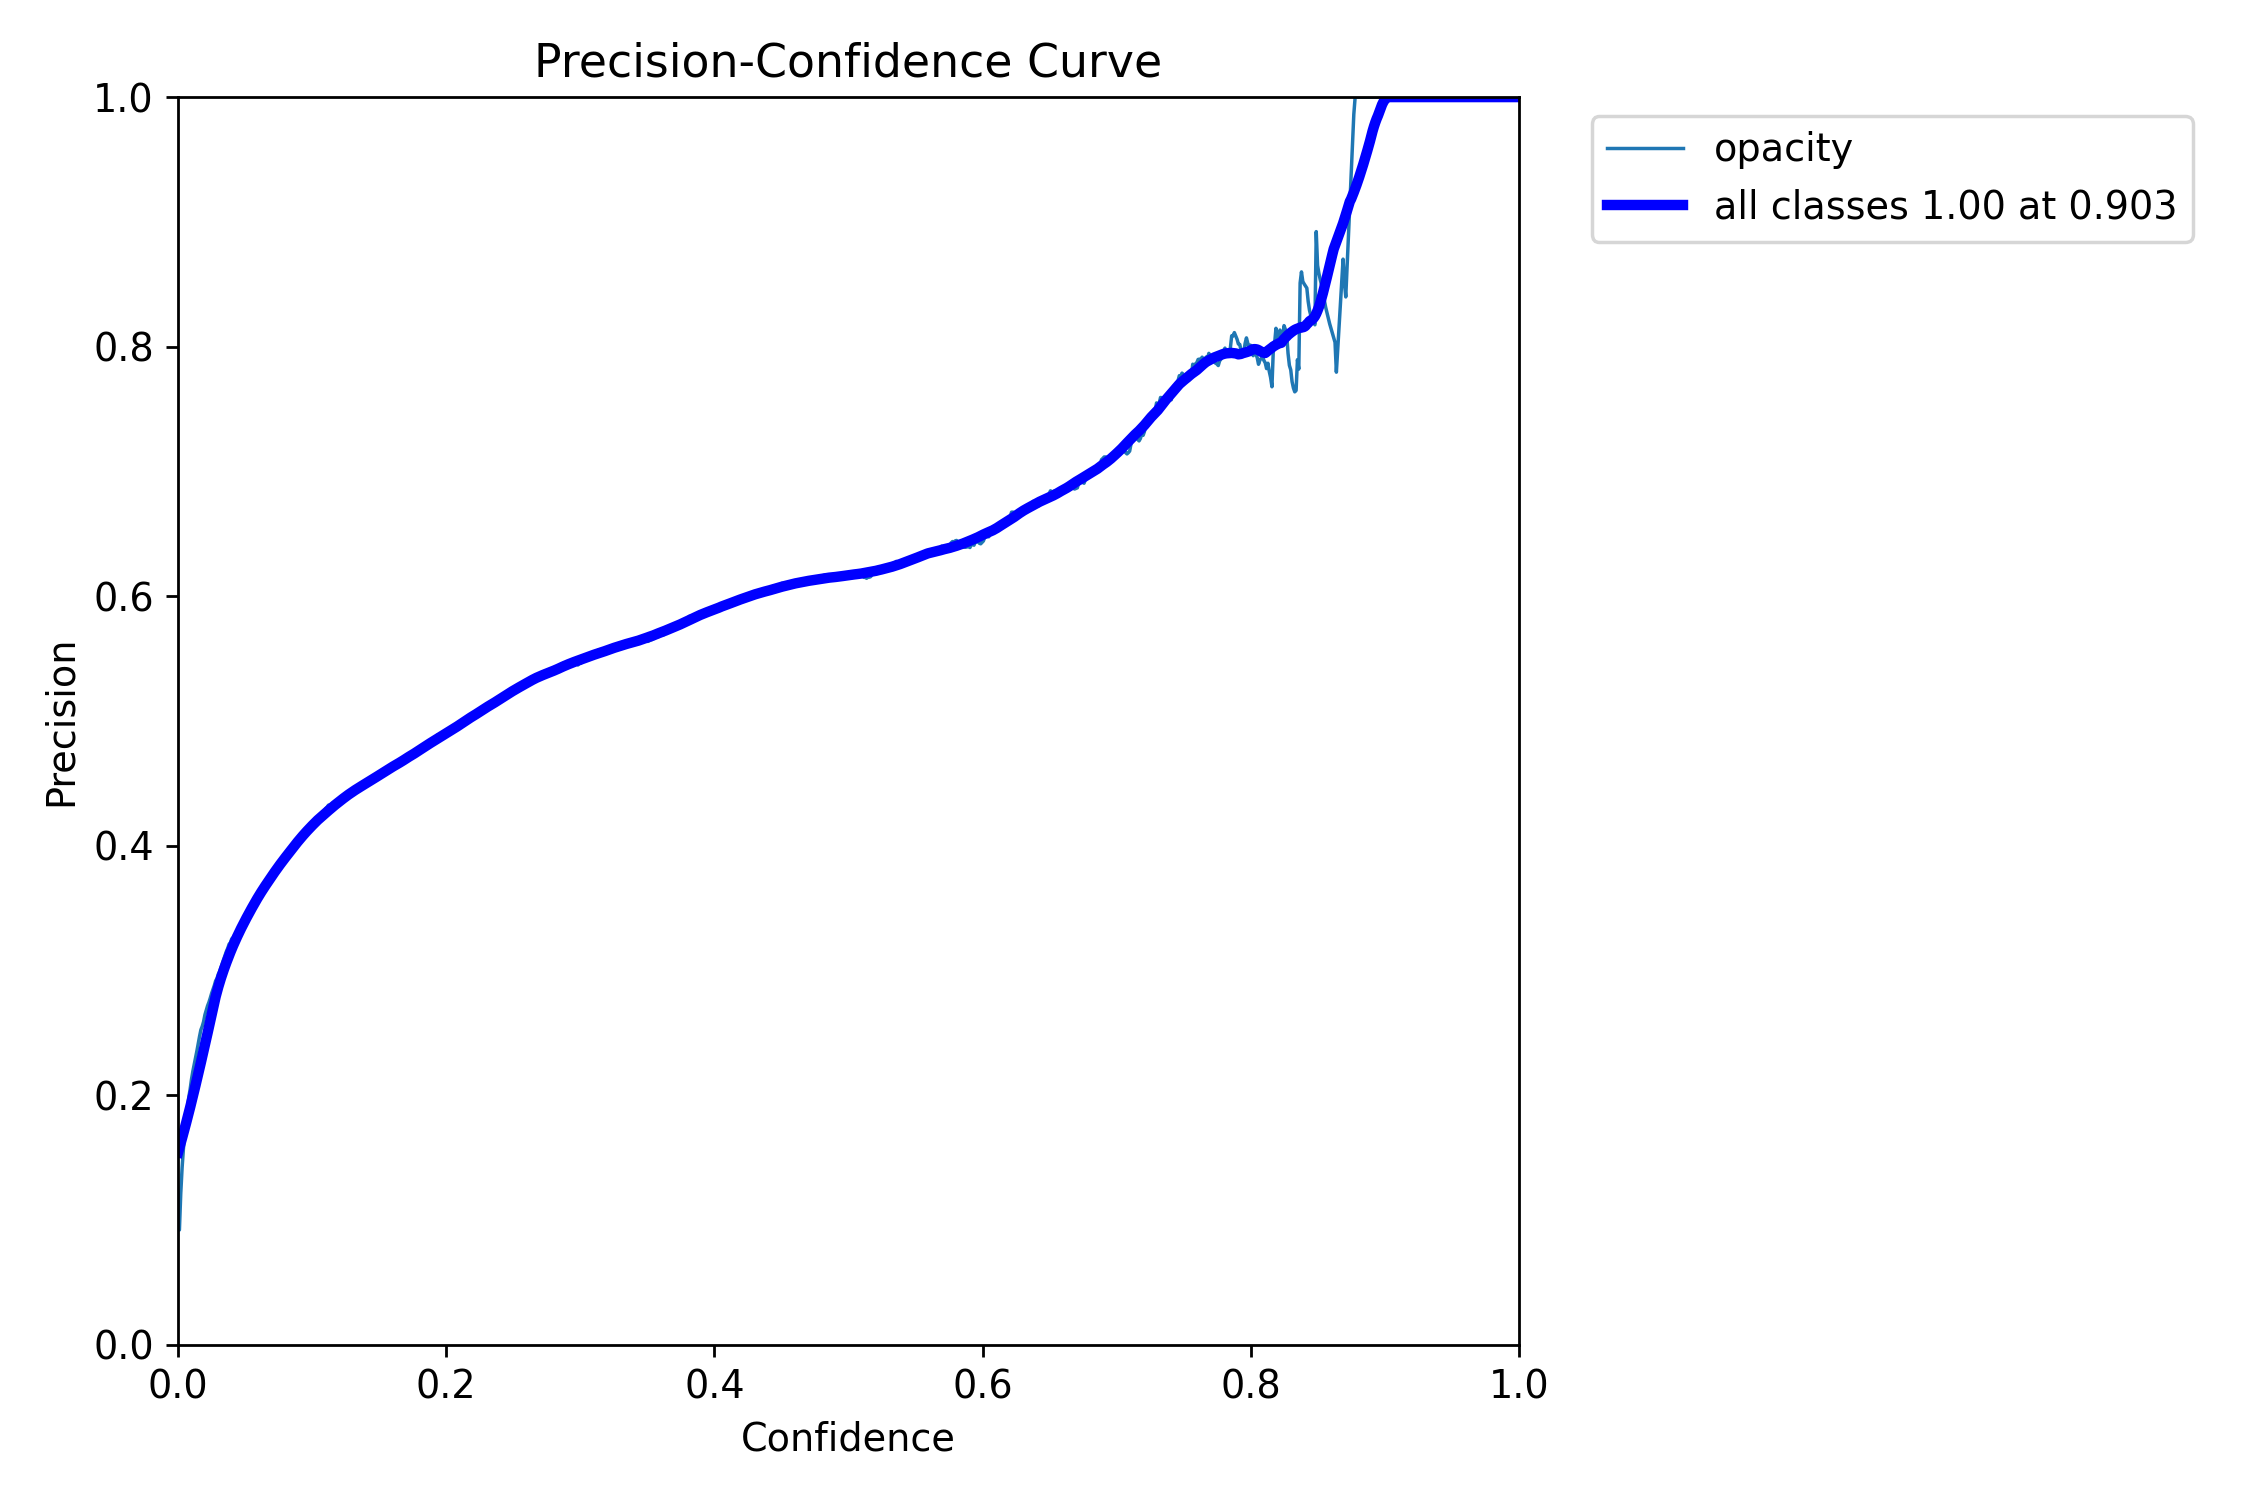 Precision-Confidence Curve
opacity
all classes 1.00 at 0.903
Precision
1.0
0.8
0.6
0.4
0.2
0.0
0.0 0.2 0.4 0.6 0.8 1.0
Confidence